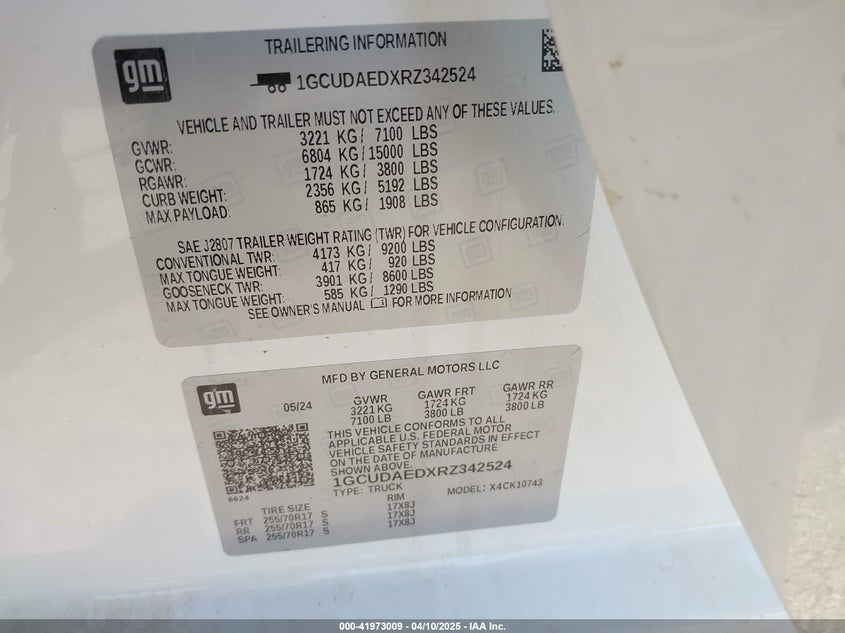 gm
TRAILERING INFORMATION
1GCUDAEDXRZ342524
VEHICLE AND TRAILER MUST NOT EXCEED ANY OF THESE VALUES.
GVWR: 3221 KG/ 7100 LBS
GCWR: 6804 KG/15000 LBS
RGAWR: 1724 KG/ 3800 LBS
CURB WEIGHT: 2356 KG/ 5192 LBS
MAX PAYLOAD: 865 KG/ 1908 LBS
SAE J2807 TRAILER WEIGHT RATING (TWR) FOR VEHICLE CONFIGURATION.
CONVENTIONAL TWR: 4173 KG/ 9200 LBS
MAX TONGUE WEIGHT: 417 KG/ 920 LBS
GOOSENECK TWR: 3901 KG/ 8600 LBS
MAX TONGUE WEIGHT: 585 KG/ 1290 LBS
SEE OWNER'S MANUAL FOR MORE INFORMATION
gm
MFD BY GENERAL MOTORS LLC
05/24
GVWR GAWR FRT GAWR RR
3221 KG 1724 KG 1724 KG
7100 LB 3800 LB 3800 LB
THIS VEHICLE CONFORMS TO ALL
APPLICABLE U.S. FEDERAL MOTOR
VEHICLE SAFETY STANDARDS IN EFFECT
ON THE DATE OF MANUFACTURE
SHOWN ABOVE.
1GCUDAEDXRZ342524
TYPE: TRUCK MODEL: X4CK10743
8624
TIRE SIZE RIM
FRT 255/70R17 S 17X8J
RR 255/70R17 S 17X8J
SPA 255/70R17 S 17X8J
000-41973009 - 04/10/2025 - IAA Inc.